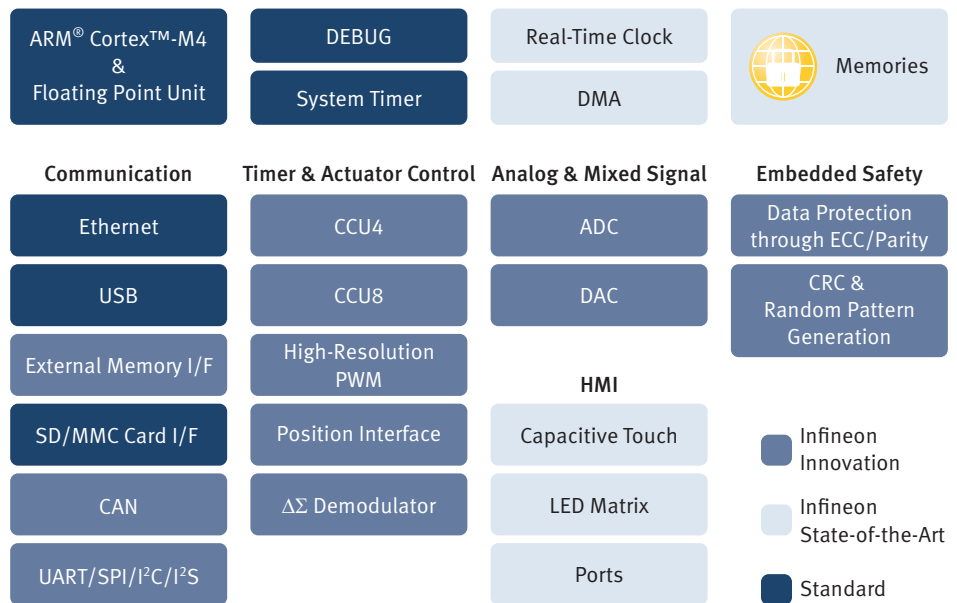 ARM® Cortex™-M4
&
Floating Point Unit
DEBUG
System Timer
Real-Time Clock
DMA
Memories
Communication
Ethernet
USB
External Memory I/F
SD/MMC Card I/F
CAN
UART/SPI/I²C/I²S
Timer & Actuator Control
CCU4
CCU8
High-Resolution
PWM
Position Interface
ΔΣ Demodulator
Analog & Mixed Signal
ADC
DAC
HMI
Capacitive Touch
LED Matrix
Ports
Embedded Safety
Data Protection
through ECC/Parity
CRC &
Random Pattern
Generation
Infineon
Innovation
Infineon
State-of-the-Art
Standard